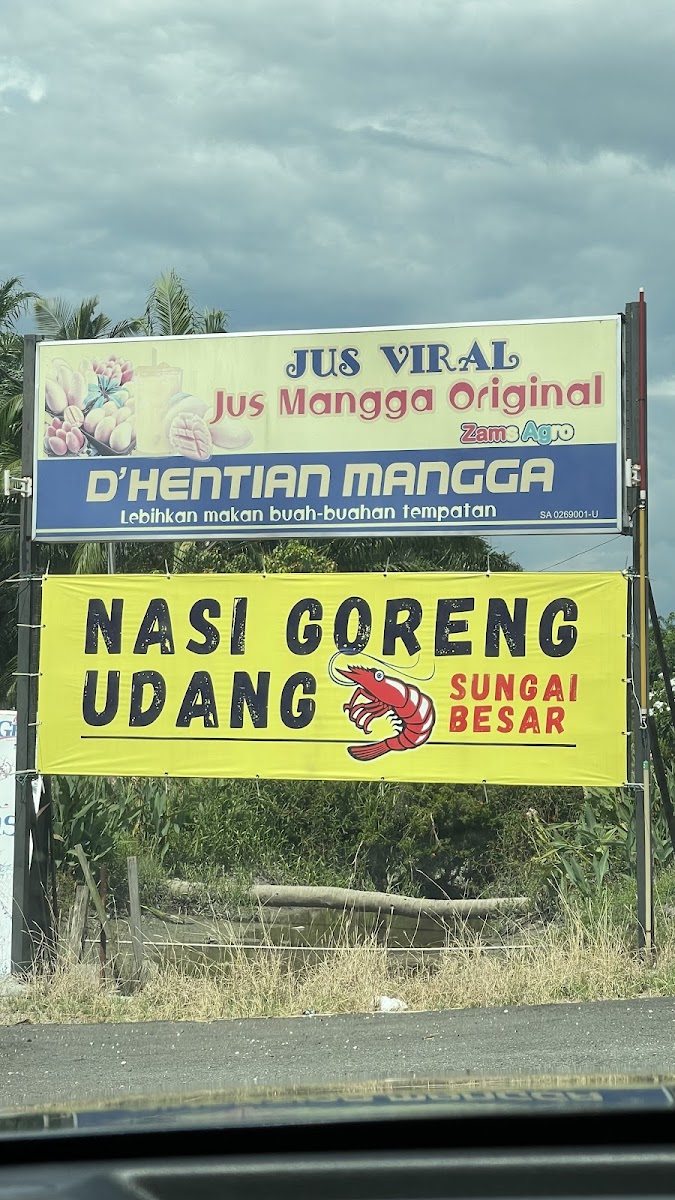 JUS VIRAL
Jus Mangga Original
Zams Agro
D'HENTIAN MANGGA
Lebihkan makan buah-buahan tempatan
SA 0269001-U
NASI GORENG
UDANG
SUNGAI
BESAR